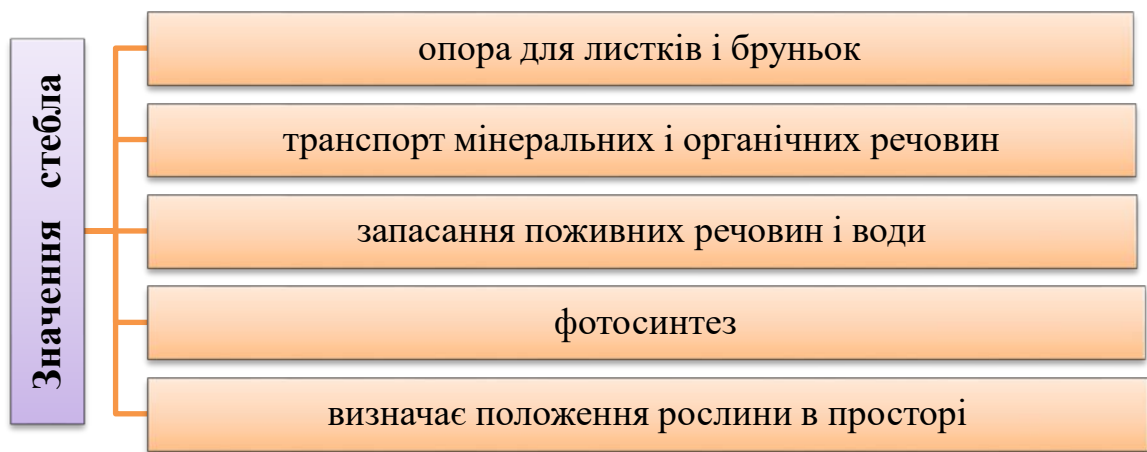 Значення стебла
опора для листків і бруньок
транспорт мінеральних і органічних речовин
запасання поживних речовин і води
фотосинтез
визначає положення рослини в просторі